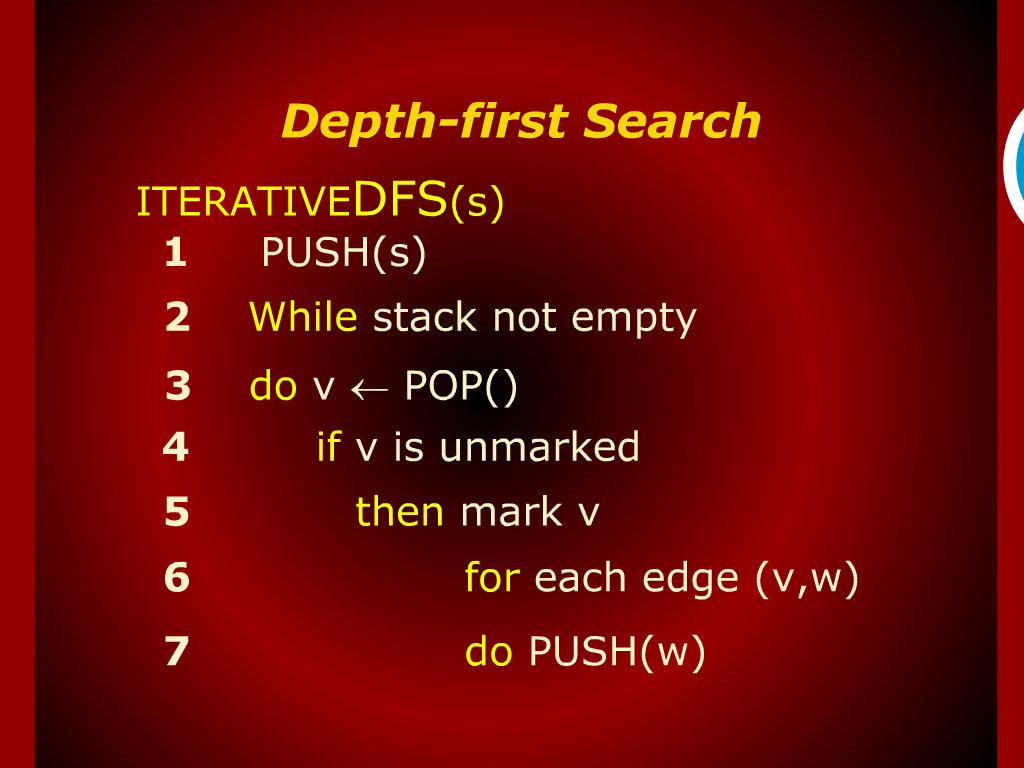 Depth-first Search
ITERATIVEDFS(s)
1 PUSH(s)
2 While stack not empty
3 do v ← POP()
4 if v is unmarked
5 then mark v
6 for each edge (v,w)
7 do PUSH(w)